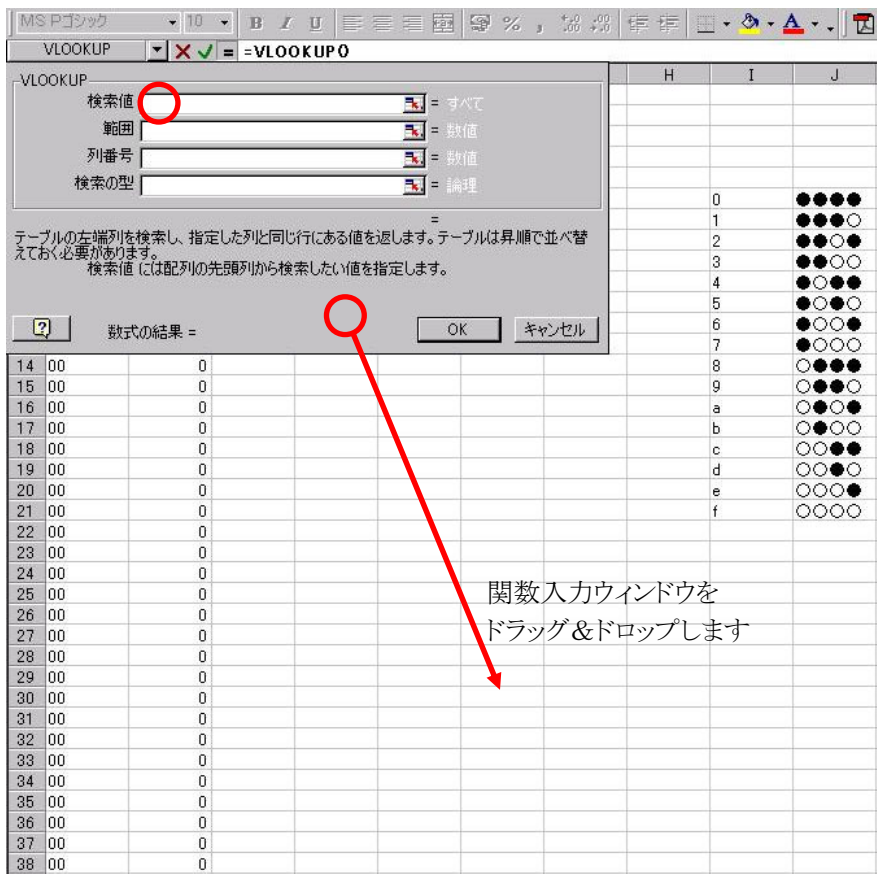 MS Pゴシック 10 B I U % ,
VLOOKUP = =VLOOKUP()
VLOOKUP
検索値 = すべて
範囲 = 数値
列番号 = 数値
検索の型 = 論理
=
テーブルの左端列を検索し、指定した列と同じ行にある値を返します。テーブルは昇順で並べ替
えておく必要があります。
検索値 には配列の先頭列から検索したい値を指定します。
数式の結果 = OK キャンセル
H I J
0 ●●●●
1 ●●●○
2 ●●○●
3 ●●○○
4 ●○●●
5 ●○●○
6 ●○○●
7 ●○○○
14 00 0 8 ○●●●
15 00 0 9 ○●●○
16 00 0 a ○●○●
17 00 0 b ○●○○
18 00 0 c ○○●●
19 00 0 d ○○●○
20 00 0 e ○○○●
21 00 0 f ○○○○
22 00 0
23 00 0
24 00 0
25 00 0
26 00 0
27 00 0
28 00 0
29 00 0
30 00 0
31 00 0
32 00 0
33 00 0
34 00 0
35 00 0
36 00 0
37 00 0
38 00 0
関数入力ウィンドウを
ドラッグ&ドロップします